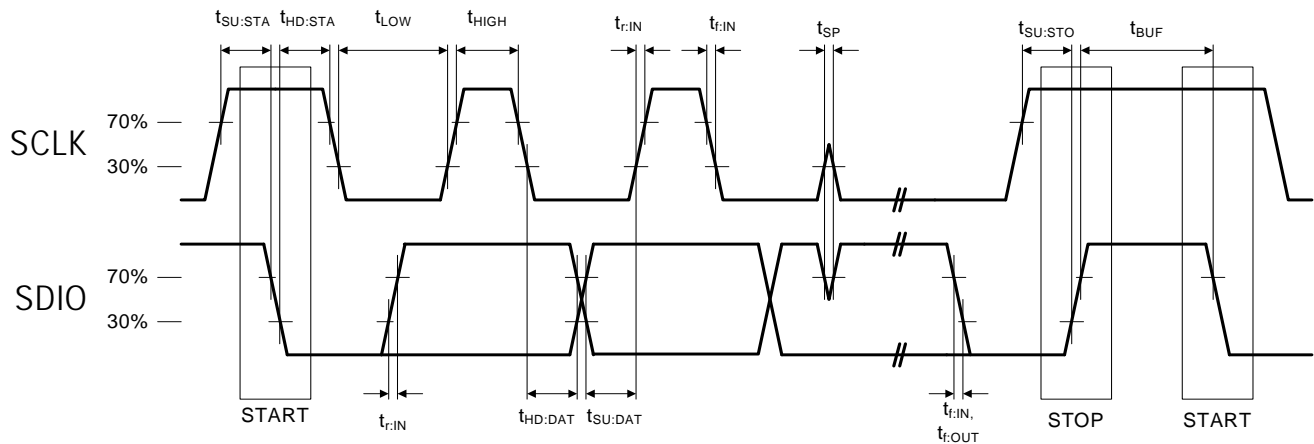 tSU:STA tHD:STA tLOW tHIGH tr:IN tf:IN tSP tSU:STO tBUF
SCLK
70%
30%
SDIO
70%
30%
START
tr:IN
tHD:DAT tSU:DAT
tf:IN,
tf:OUT
STOP
START